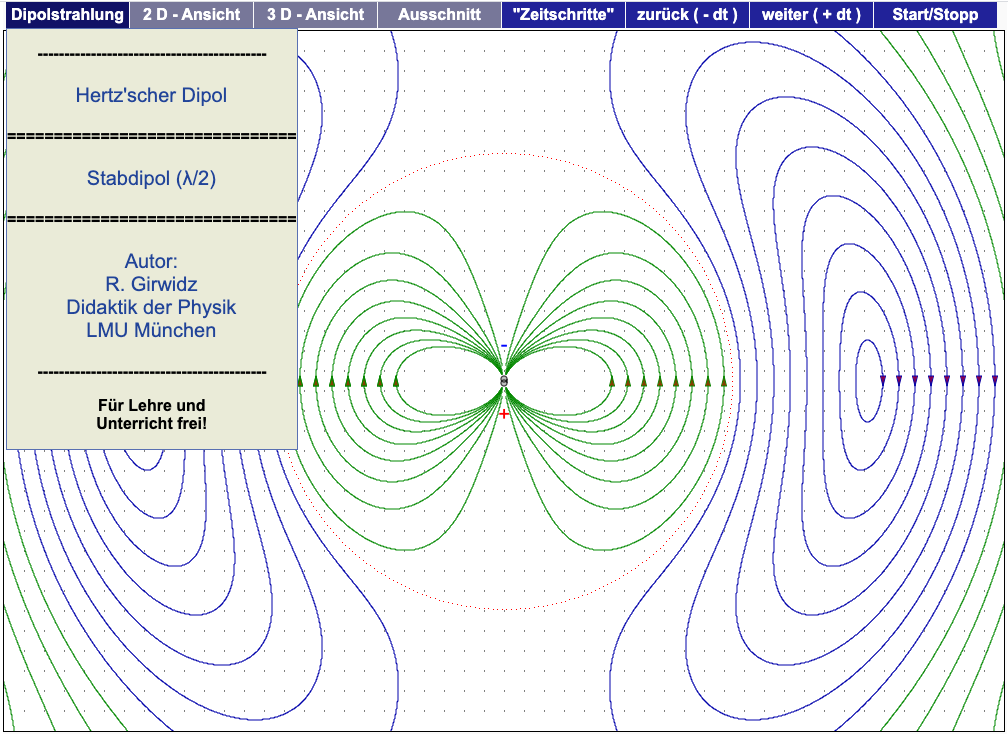 Dipolstrahlung 2 D - Ansicht 3 D - Ansicht Ausschnitt "Zeitschritte" zurück ( - dt ) weiter ( + dt ) Start/Stopp
Hertz'scher Dipol
Stabdipol (λ/2)
Autor:
R. Girwidz
Didaktik der Physik
LMU München
Für Lehre und
Unterricht frei!
-
+